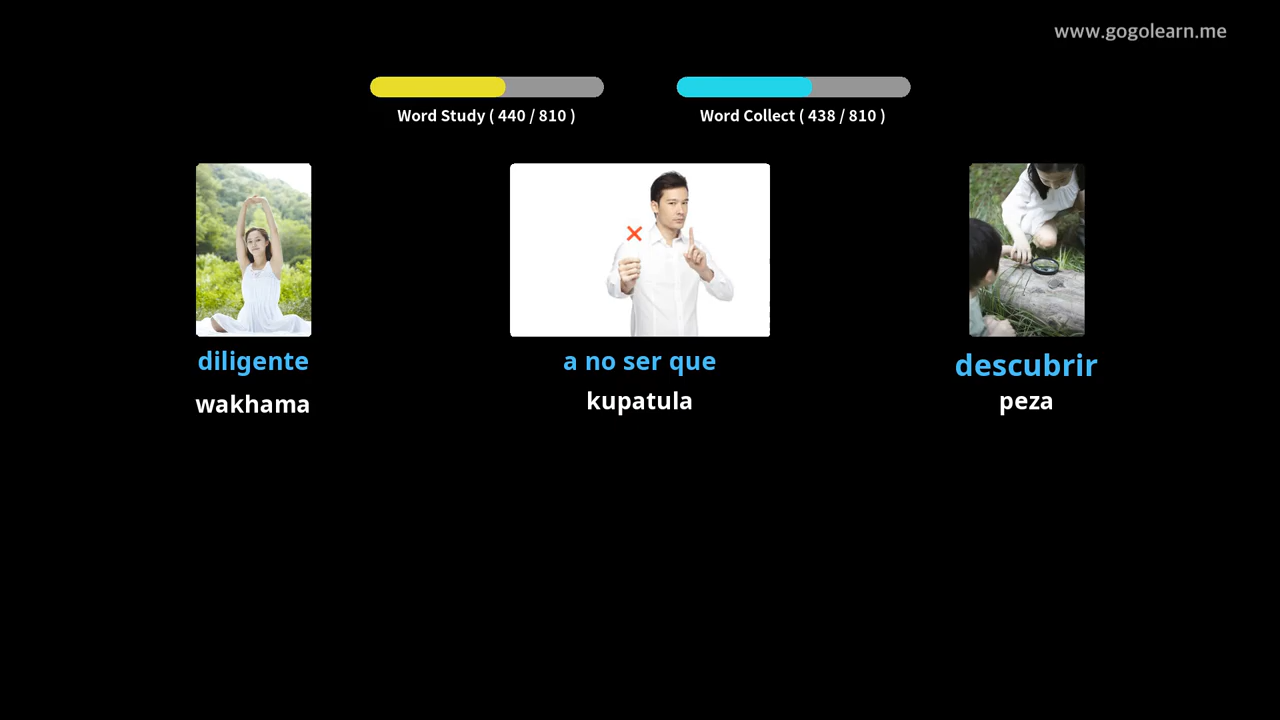 www.gogolearn.me
Word Study ( 440 / 810 )
Word Collect ( 438 / 810 )
diligente
wakhama
a no ser que
kupatula
descubrir
peza